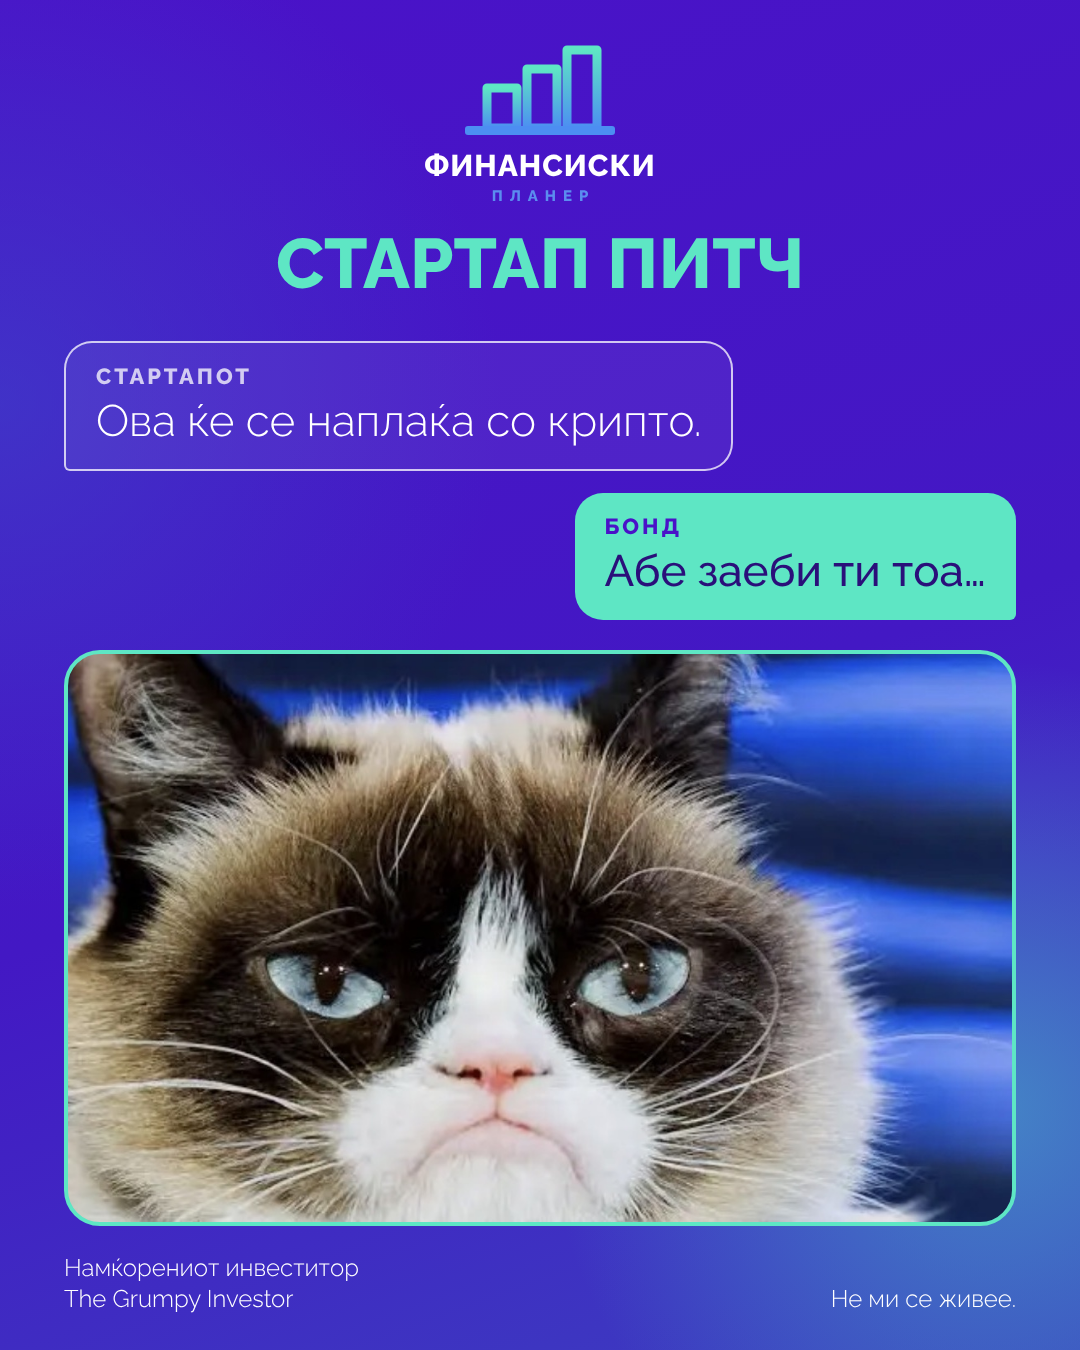 ФИНАНСИСКИ
ПЛАНЕР
СТАРТАП ПИТЧ
СТАРТАПОТ
Ова ќе се наплаќа со крипто.
БОНД
Абе заеби ти тоа...
Намќорениот инвеститор
The Grumpy Investor
Не ми се живее.